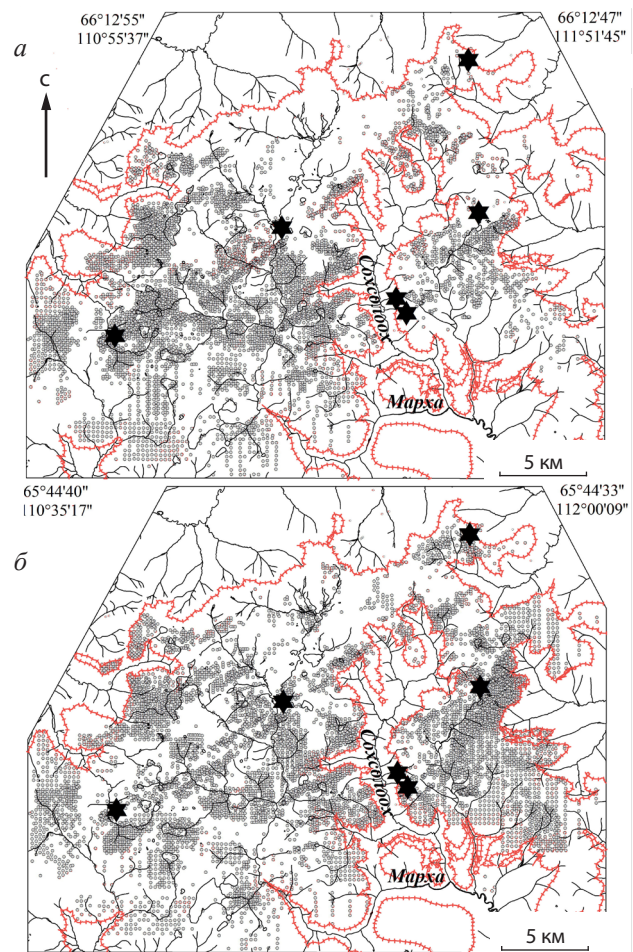 66°12'55" 66°12'47"
110°55'37" 111°51'45"
а
С
Сохсолоох
Марха
5 км
65°44'40" 65°44'33"
110°35'17" 112°00'09"
б
Сохсолоох
Марха
5 км